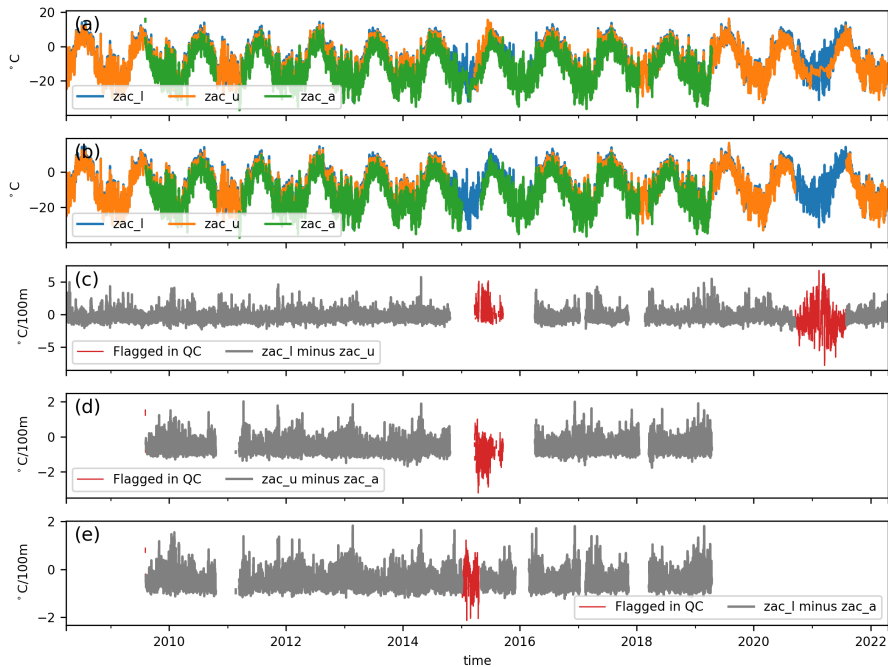 20
0
−20
°C
(a)
zac_l zac_u zac_a
0
−20
°C
(b)
zac_l zac_u zac_a
5
0
−5
°C/100m
(c)
Flagged in QC zac_l minus zac_u
2
0
−2
°C/100m
(d)
Flagged in QC zac_u minus zac_a
2
0
−2
°C/100m
(e)
Flagged in QC zac_l minus zac_a
2010 2012 2014 2016 2018 2020 2022
time